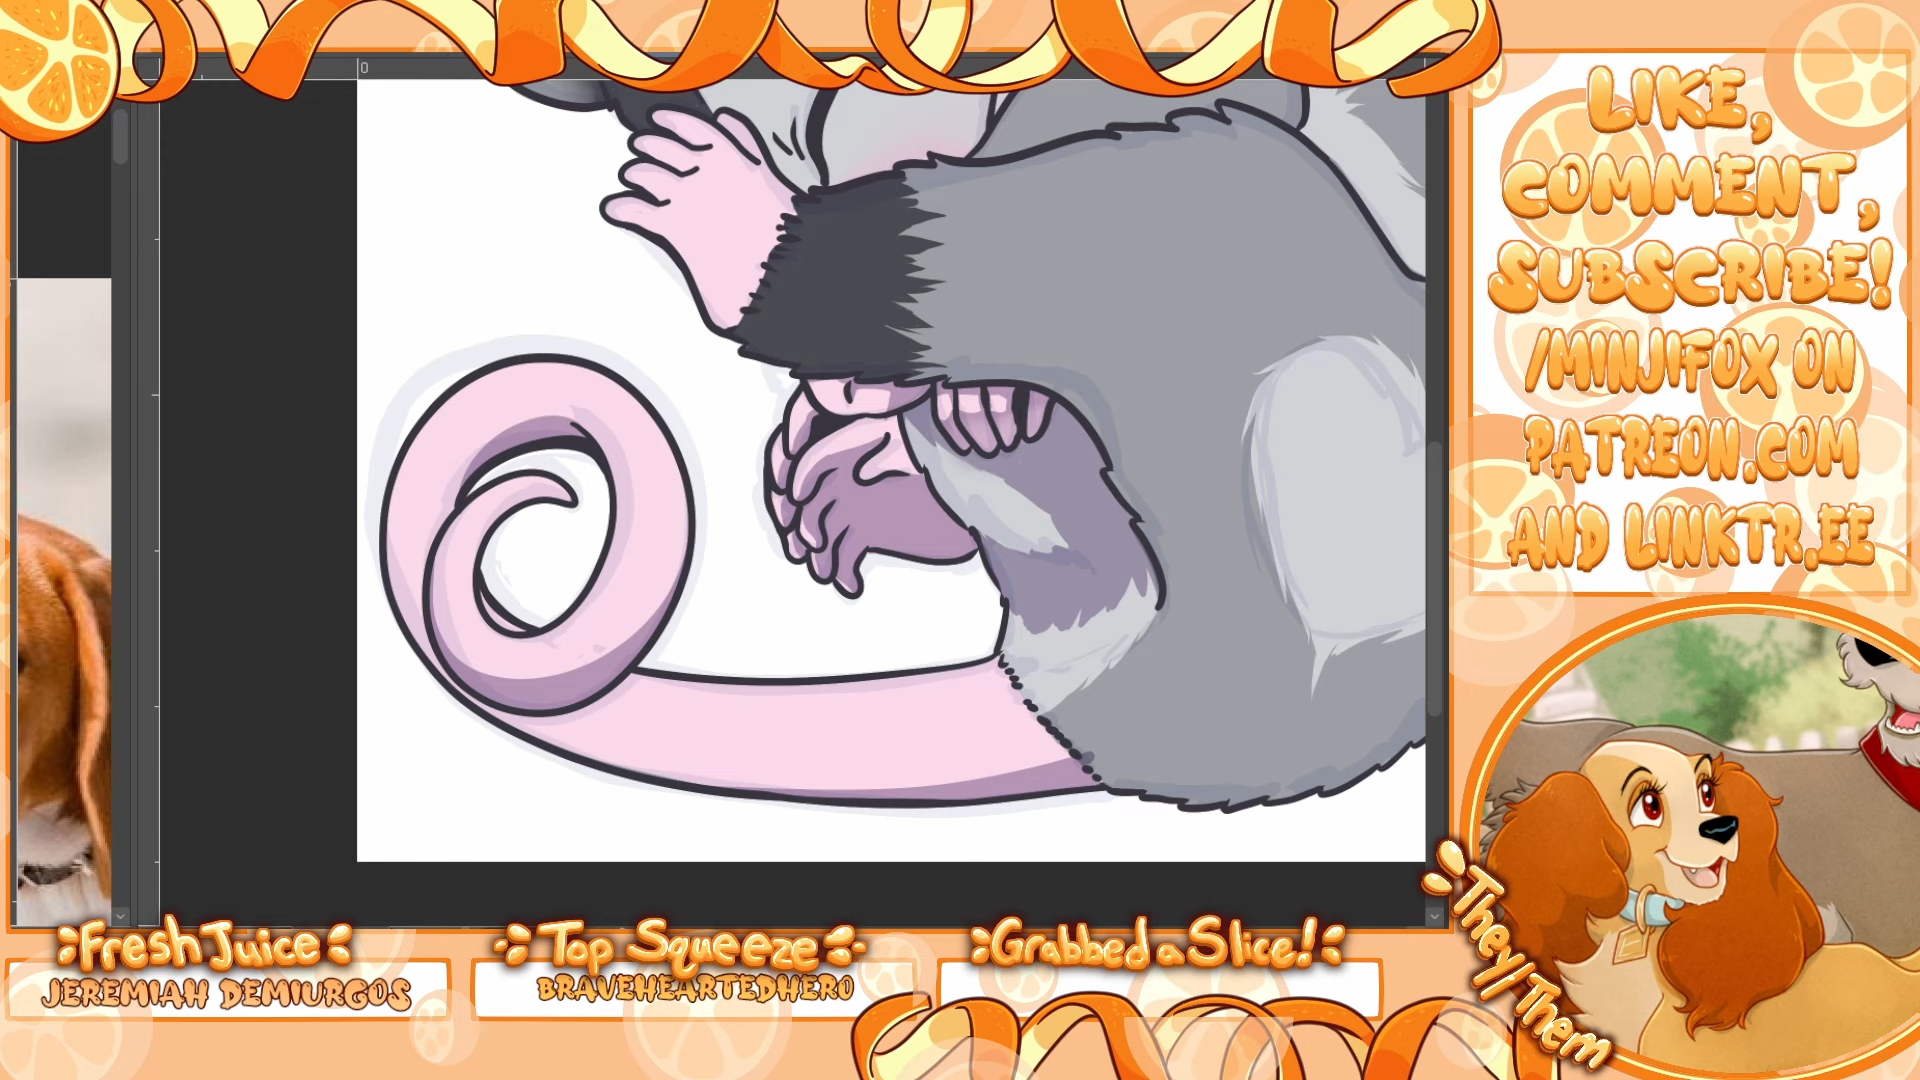 0
LIKE,
COMMENT,
SUBSCRIBE!
/MINJIFOX ON
PATREON.COM
AND LINKTR.EE
They/Them
Fresh Juice
JEREMIAH DEMIURGOS
Top Squeeze
BRAVEHEARTEDHERO
Grabbed a Slice!